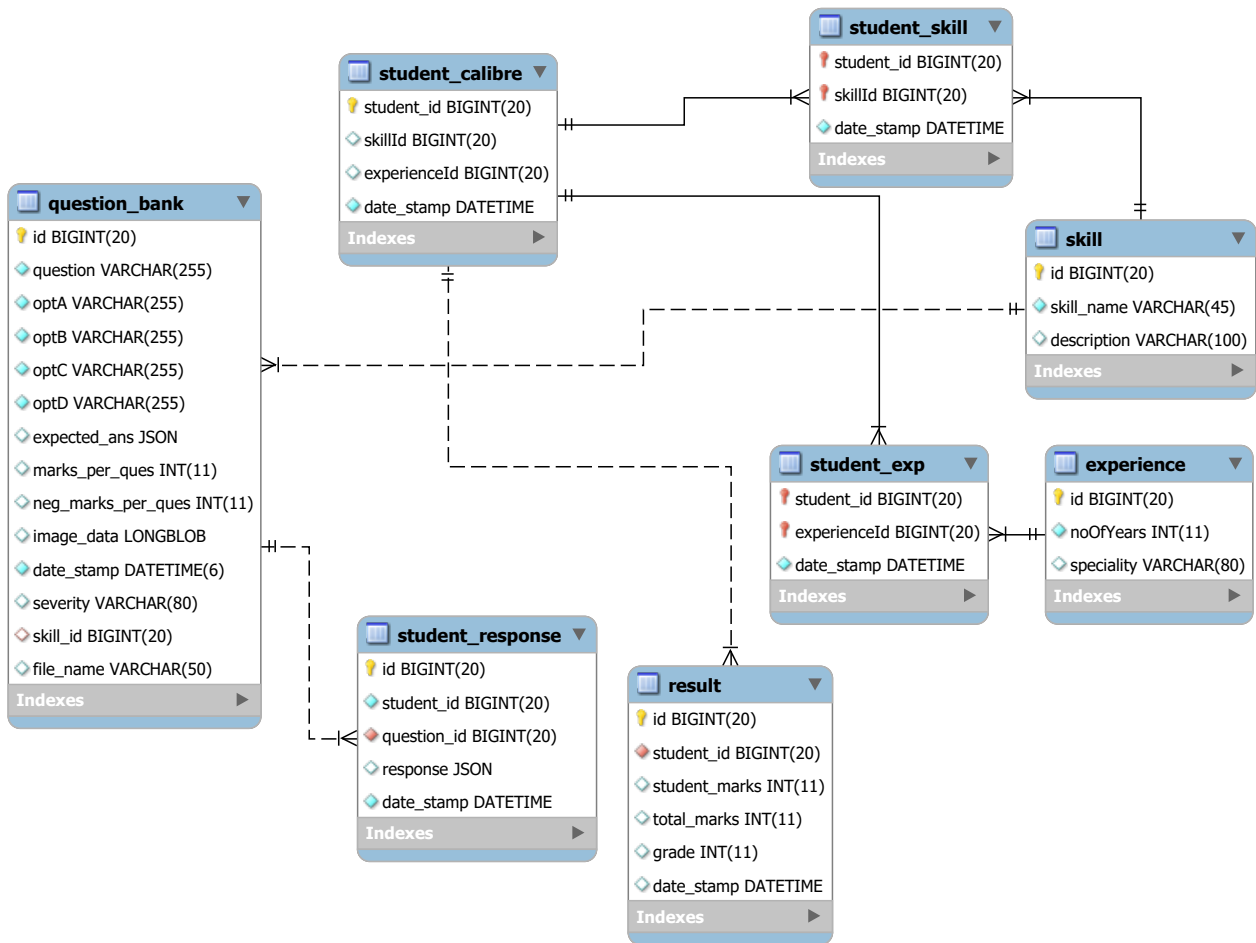 student_skill
student_id BIGINT(20)
skillId BIGINT(20)
date_stamp DATETIME
Indexes
student_calibre
student_id BIGINT(20)
skillId BIGINT(20)
experienceId BIGINT(20)
date_stamp DATETIME
Indexes
question_bank
id BIGINT(20)
question VARCHAR(255)
optA VARCHAR(255)
optB VARCHAR(255)
optC VARCHAR(255)
optD VARCHAR(255)
expected_ans JSON
marks_per_ques INT(11)
neg_marks_per_ques INT(11)
image_data LONGBLOB
date_stamp DATETIME(6)
severity VARCHAR(80)
skill_id BIGINT(20)
file_name VARCHAR(50)
Indexes
skill
id BIGINT(20)
skill_name VARCHAR(45)
description VARCHAR(100)
Indexes
student_exp
student_id BIGINT(20)
experienceId BIGINT(20)
date_stamp DATETIME
Indexes
experience
id BIGINT(20)
noOfYears INT(11)
speciality VARCHAR(80)
Indexes
student_response
id BIGINT(20)
student_id BIGINT(20)
question_id BIGINT(20)
response JSON
date_stamp DATETIME
Indexes
result
id BIGINT(20)
student_id BIGINT(20)
student_marks INT(11)
total_marks INT(11)
grade INT(11)
date_stamp DATETIME
Indexes